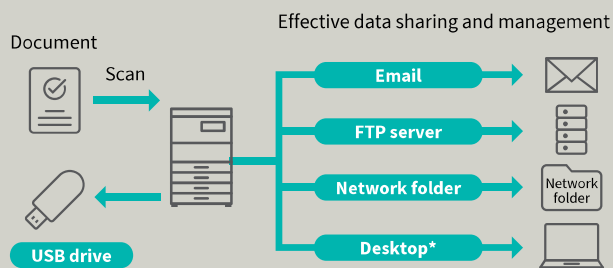 Effective data sharing and management
Document
Scan
Email
FTP server
Network folder
Network
folder
Desktop*
USB drive